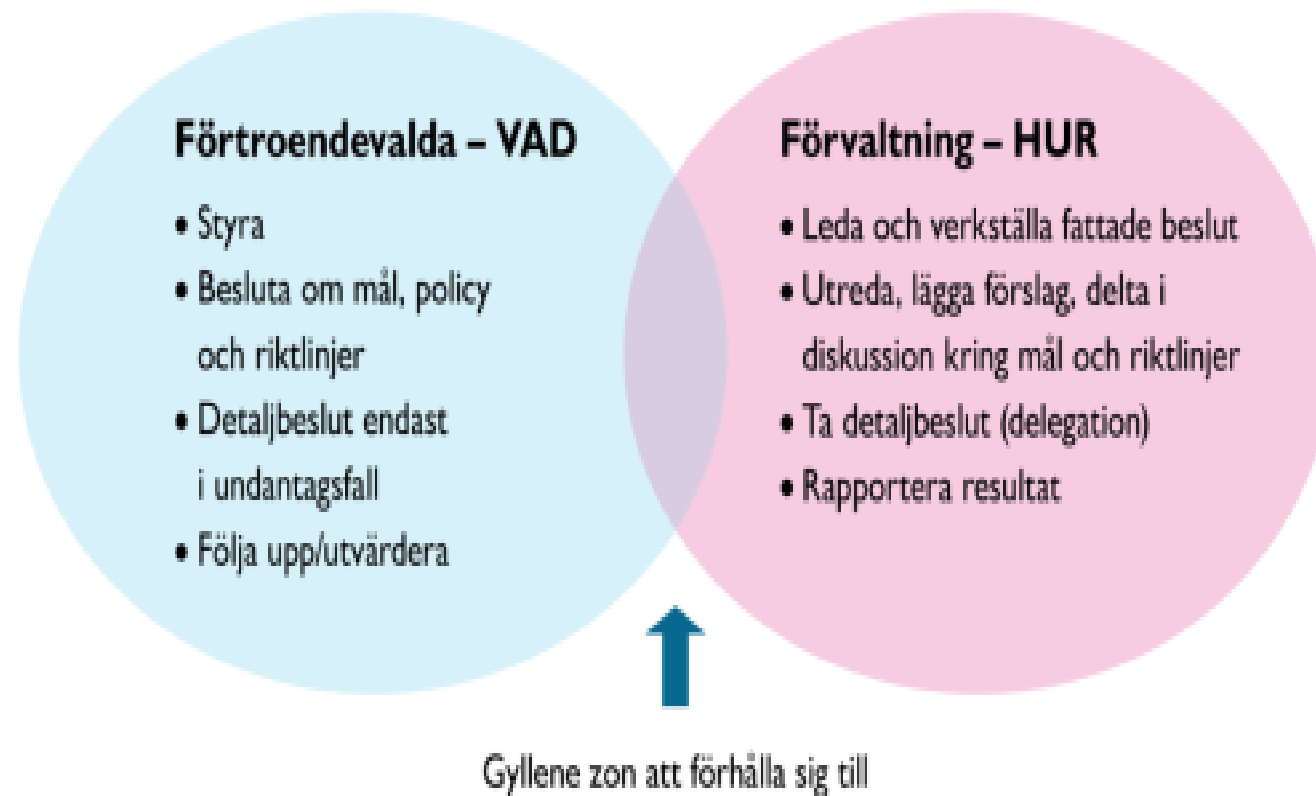 Förtroendevalda – VAD
• Styra
• Besluta om mål, policy
och riktlinjer
• Detaljbeslut endast
i undantagsfall
• Följa upp/utvärdera
Förvaltning – HUR
• Leda och verkställa fattade beslut
• Utreda, lägga förslag, delta i
diskussion kring mål och riktlinjer
• Ta detaljbeslut (delegation)
• Rapportera resultat
Gyllene zon att förhålla sig till